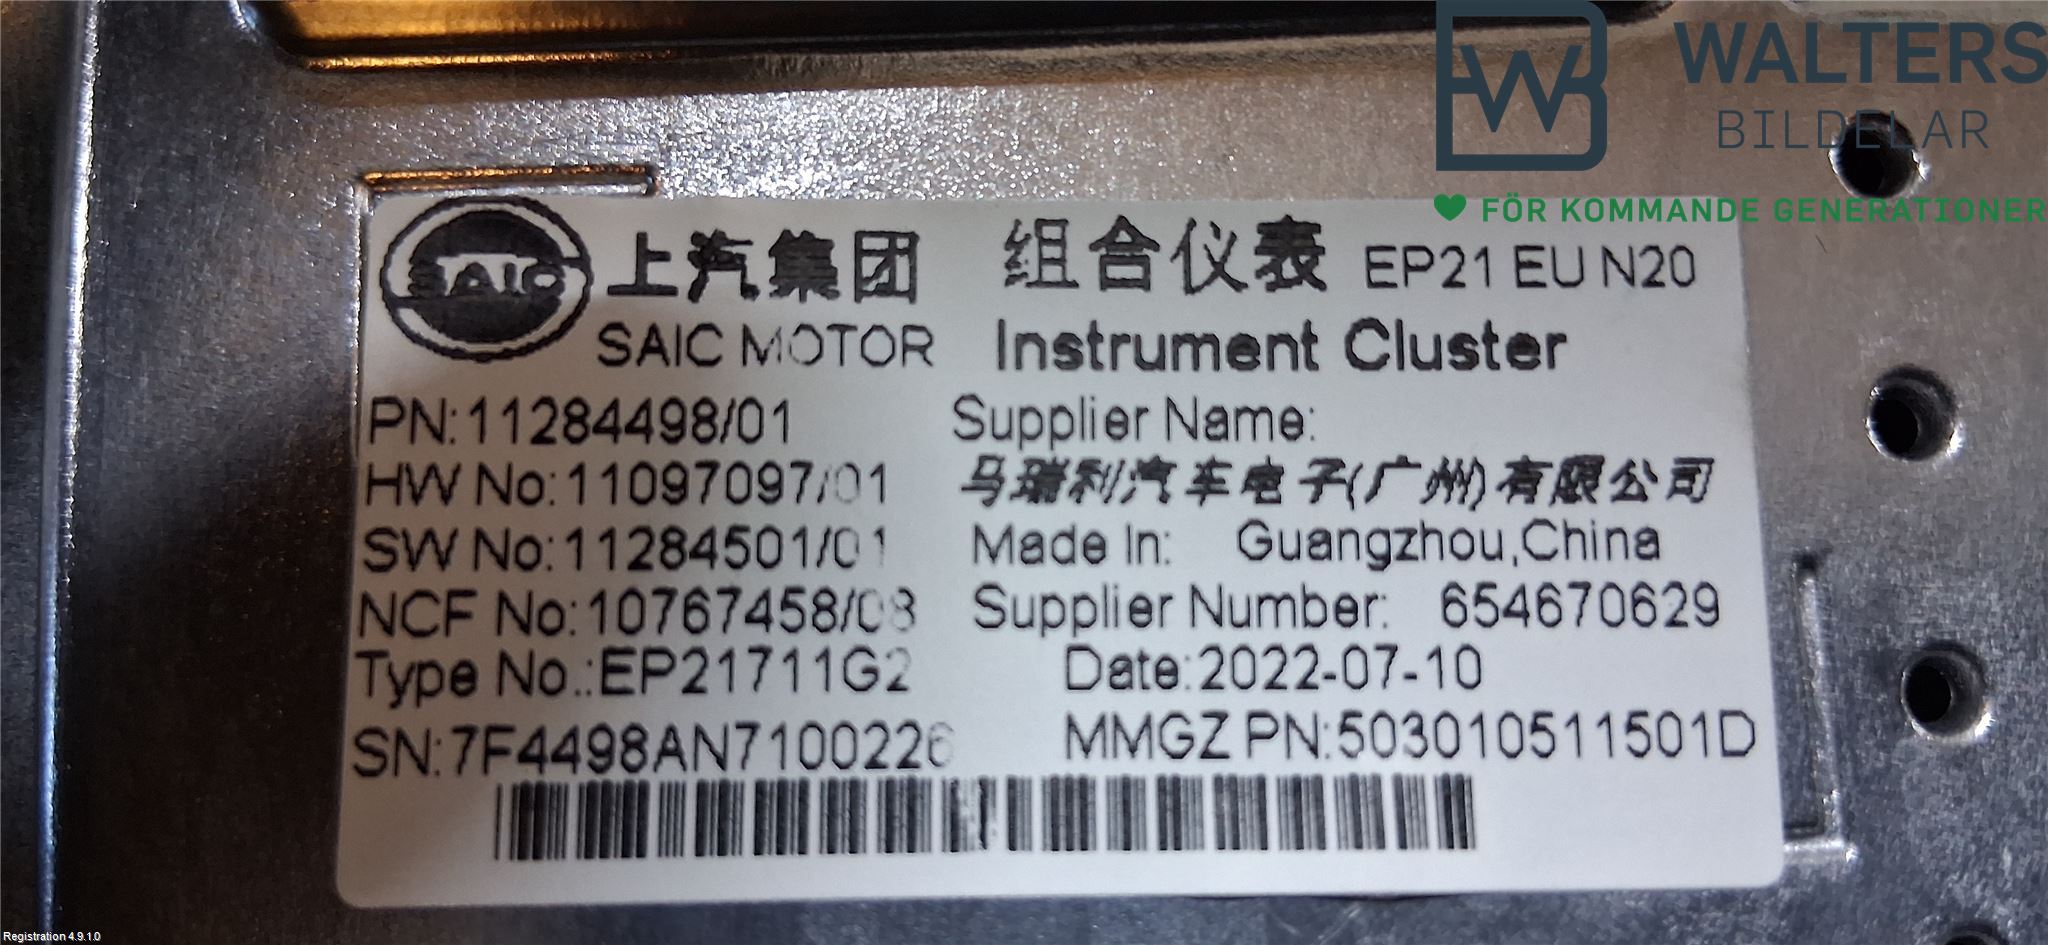 WALTERS
BILDELAR
FÖR KOMMANDE GENERATIONER
SAIC 上汽集团 组合仪表 EP21 EU N20
SAIC MOTOR Instrument Cluster
PN:11284498/01 Supplier Name:
HW No:11097097/01 马瑞利汽车电子(广州)有限公司
SW No:11284501/01 Made In: Guangzhou,China
NCF No:10767458/08 Supplier Number: 654670629
Type No.:EP21711G2 Date:2022-07-10
SN:7F4498AN7100226 MMGZ PN:503010511501D
Registration 4.9.1.0